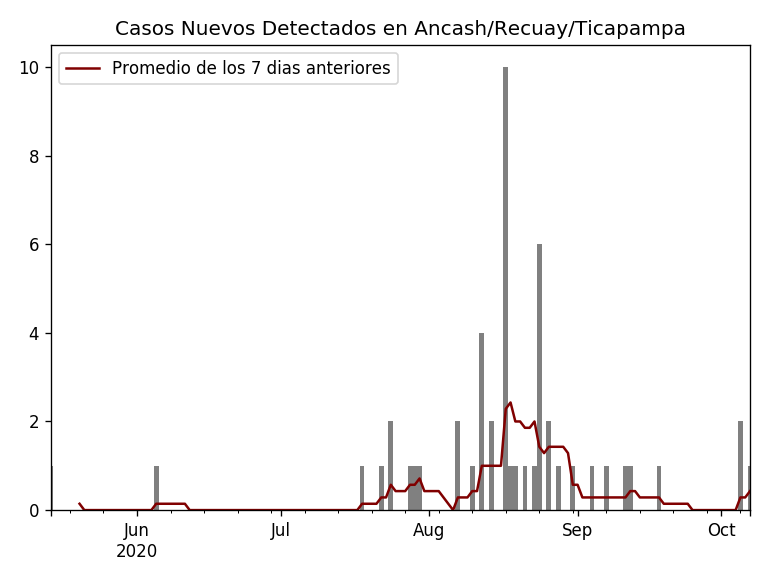 Casos Nuevos Detectados en Ancash/Recuay/Ticapampa
Promedio de los 7 dias anteriores
10
8
6
4
2
0
Jun
2020
Jul
Aug
Sep
Oct